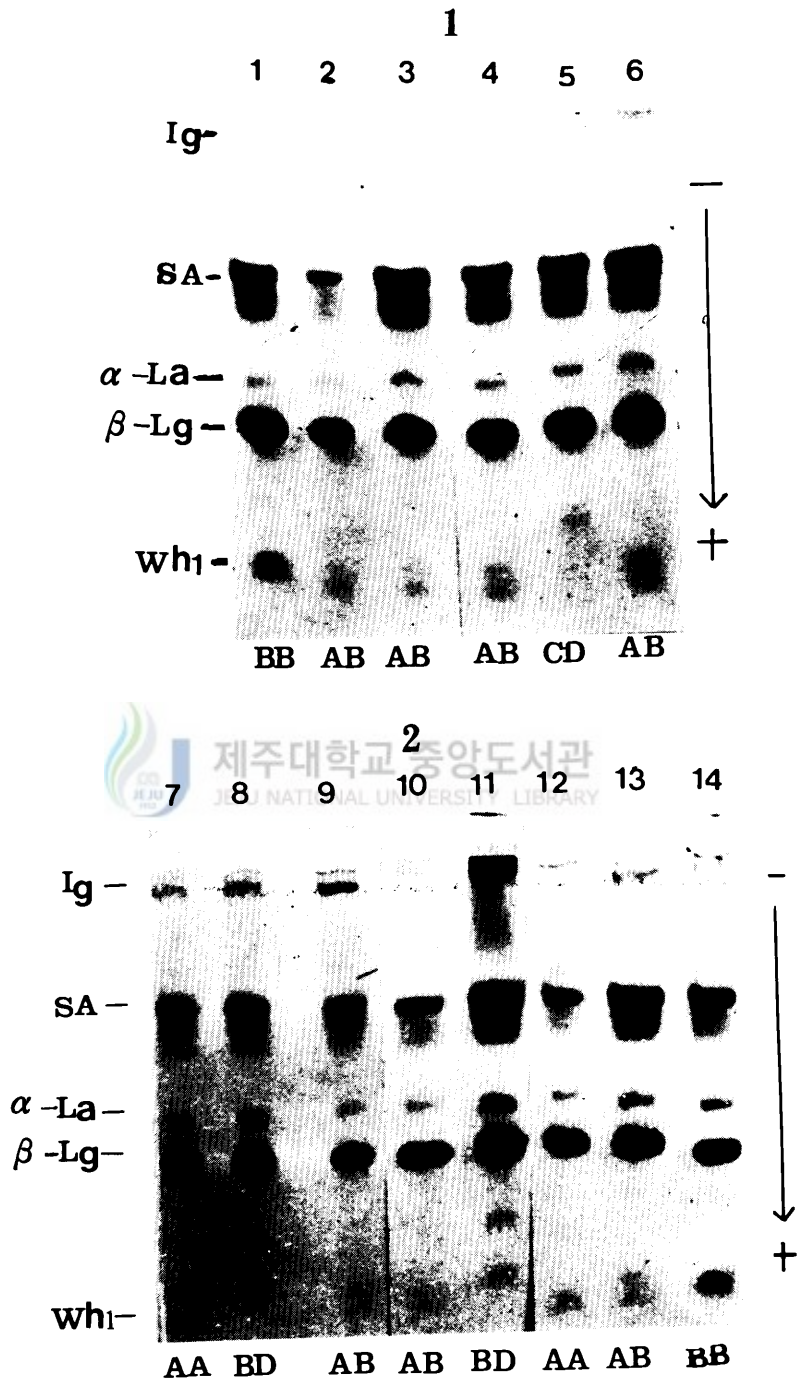 1
1 2 3 4 5 6
Ig-
−
SA-
α-La-
β-Lg-
+
Wh1-
BB AB AB AB CD AB
2
제주대학교 중앙도서관
JEJU NATIONAL UNIVERSITY LIBRARY
JEJU
7 8 9 10 11 12 13 14
Ig-
−
SA-
α-La-
β-Lg-
+
Wh1-
AA BD AB AB BD AA AB BB